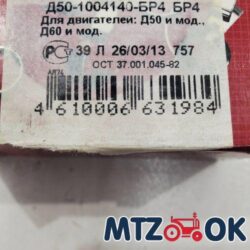 Д50-1004140-БР4 БР4
Для двигателей: Д50 и мод.,
Д60 и мод.
39 Л 26/03/13 757
ОСТ 37.001.045-82
4 610006 631984
MTZ OK